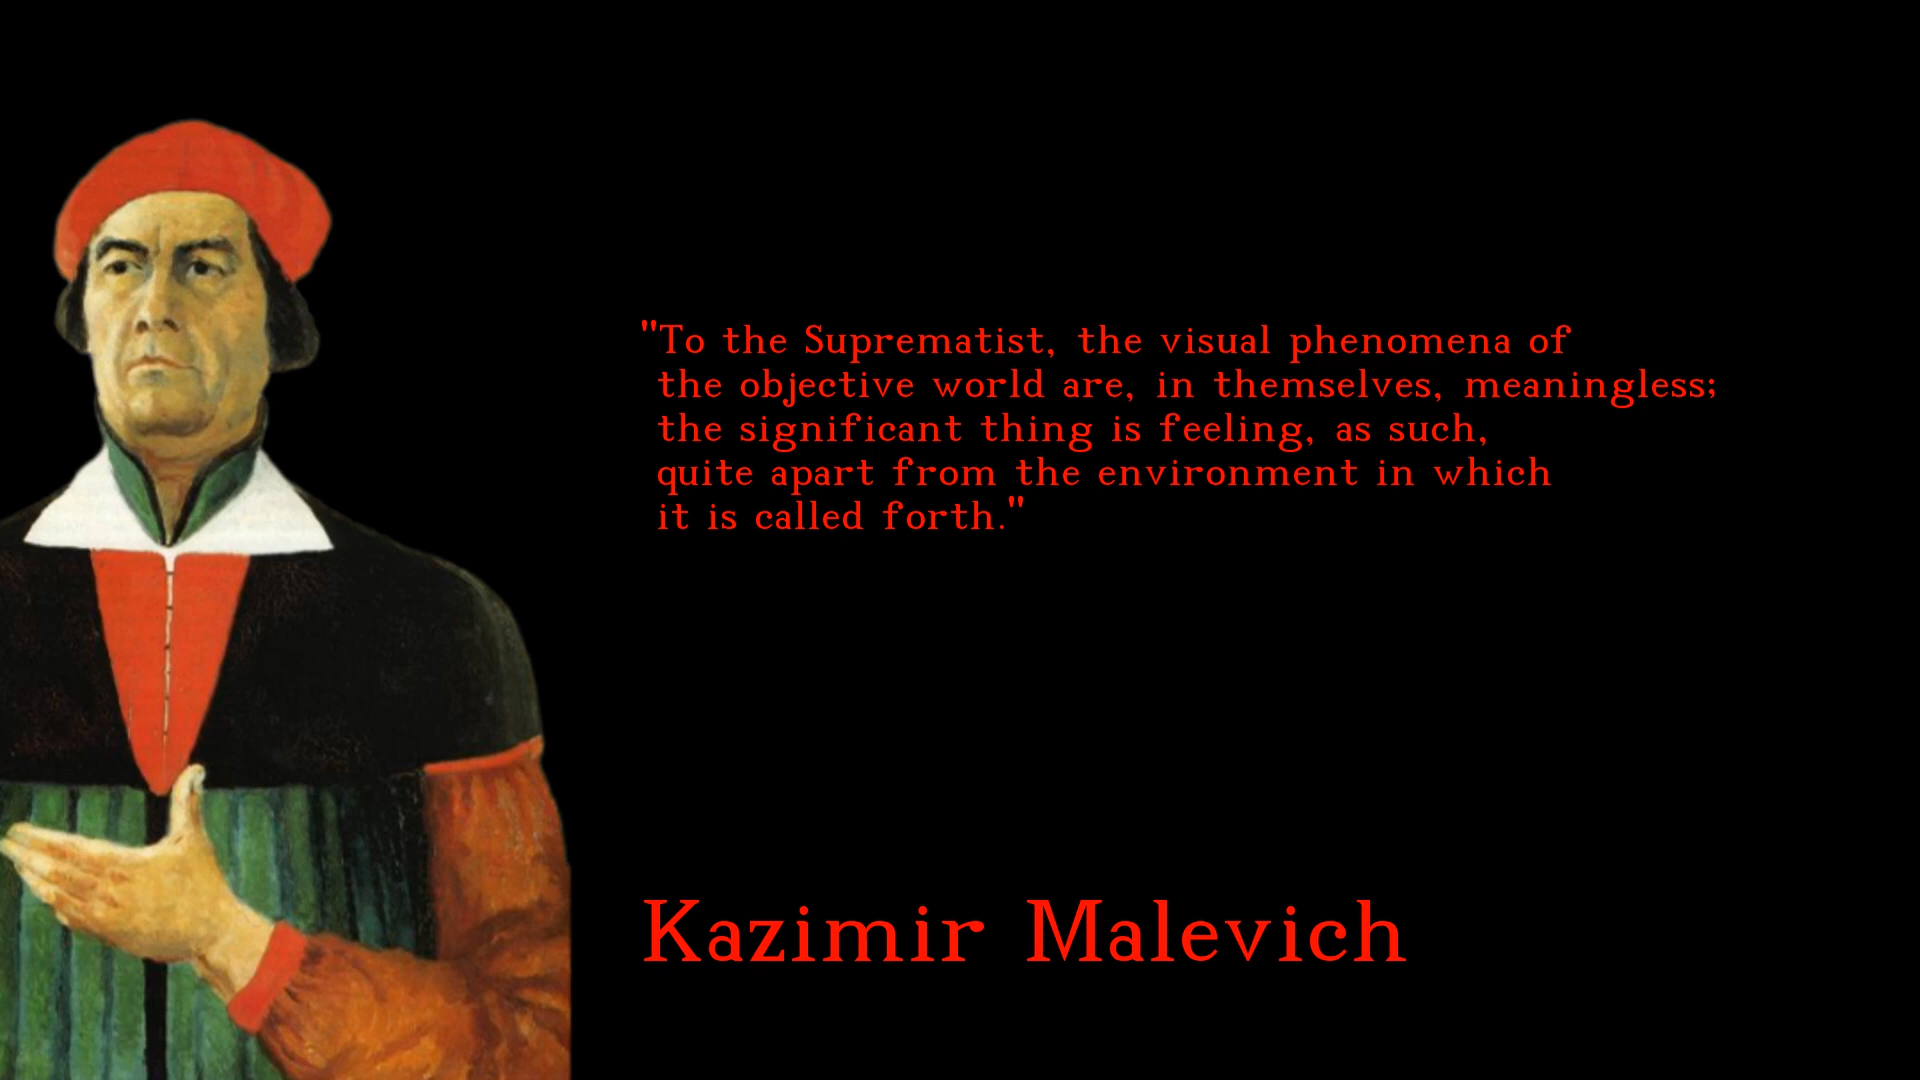 "To the Suprematist, the visual phenomena of
the objective world are, in themselves, meaningless;
the significant thing is feeling, as such,
quite apart from the environment in which
it is called forth."
Kazimir Malevich